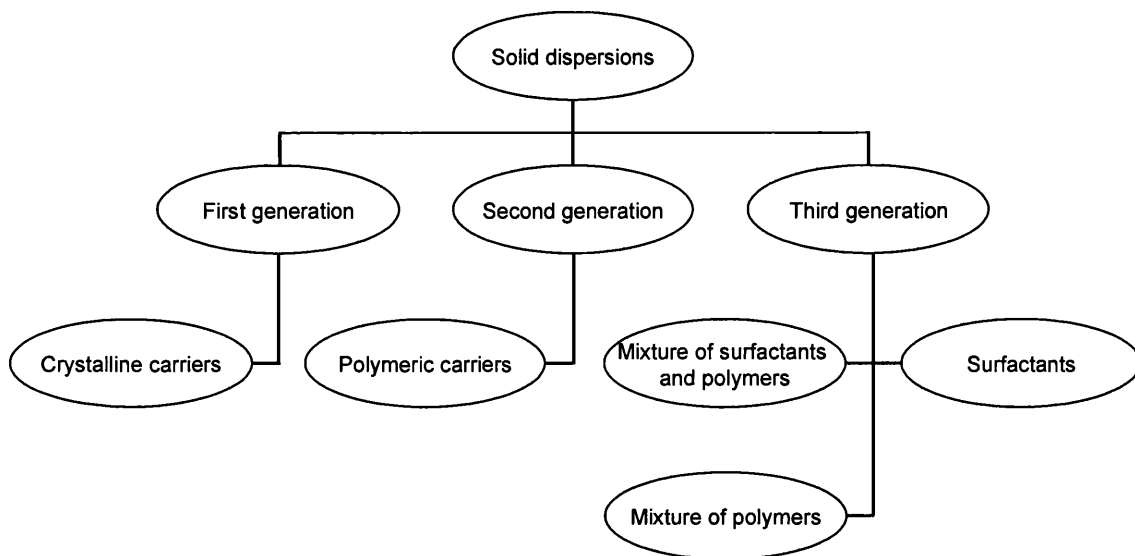 Solid dispersions
First generation
Second generation
Third generation
Crystalline carriers
Polymeric carriers
Mixture of surfactants
and polymers
Surfactants
Mixture of polymers